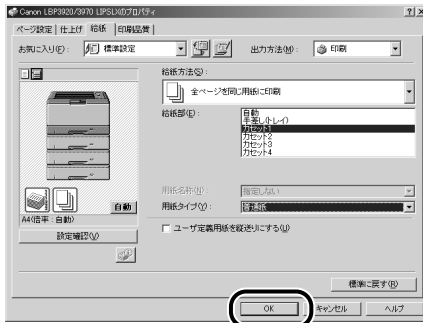 Canon LBP3920/3970 LIPSLXのプロパティ
ページ設定 仕上げ 給紙 印刷品質
お気に入り(F): 標準設定 出力方法(M): 印刷
給紙方法(S):
全ページを同じ用紙に印刷
給紙部(E):
自動
手差し(トレイ)
カセット1
カセット2
カセット3
カセット4
用紙名称(N): 指定しない
自動
用紙タイプ(Y): 普通紙
A4(倍率:自動)
設定確認(V)
ユーザ定義用紙を縦送りにする(U)
標準に戻す(R)
OK キャンセル ヘルプ